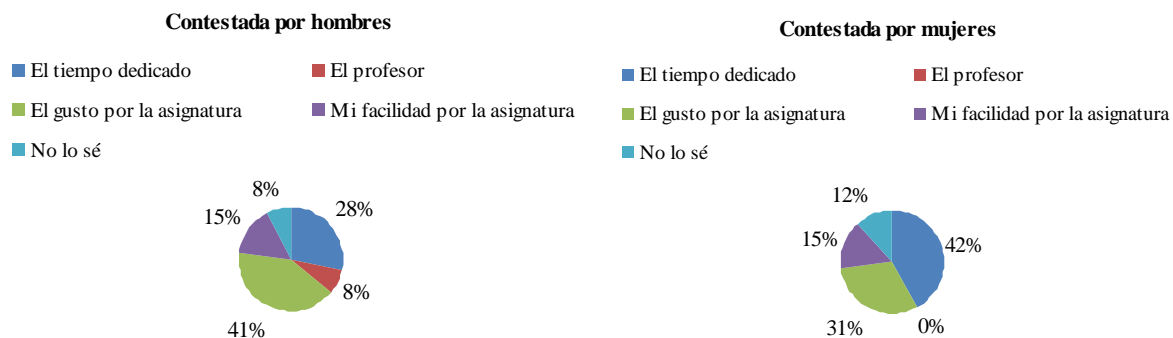 Contestada por hombres
El tiempo dedicado
El profesor
El gusto por la asignatura
Mi facilidad por la asignatura
No lo sé
8%
28%
15%
8%
41%
Contestada por mujeres
El tiempo dedicado
El profesor
El gusto por la asignatura
Mi facilidad por la asignatura
No lo sé
12%
42%
15%
31%
0%